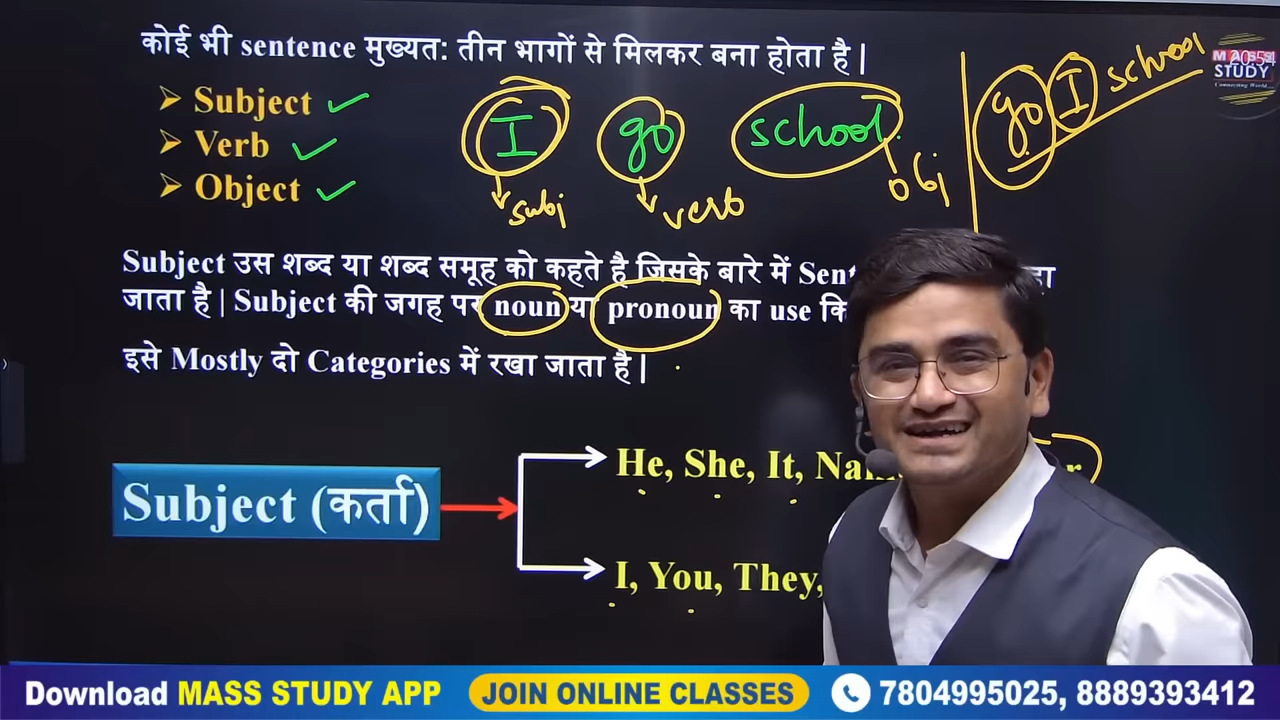 कोई भी sentence मुख्यत: तीन भागों से मिलकर बना होता है |
➢ Subject ✓
➢ Verb ✓
➢ Object ✓
I go school.
subj verb obj
go I school
MASS
STUDY
Connecting World...
Subject उस शब्द या शब्द समूह को कहते है जिसके बारे में
जाता है | Subject की जगह पर noun या pronoun का use
इसे Mostly दो Categories में रखा जाता है |
He, She, It,
Subject (कर्ता)
I, You, They,
Download MASS STUDY APP JOIN ONLINE CLASSES 7804995025, 8889393412